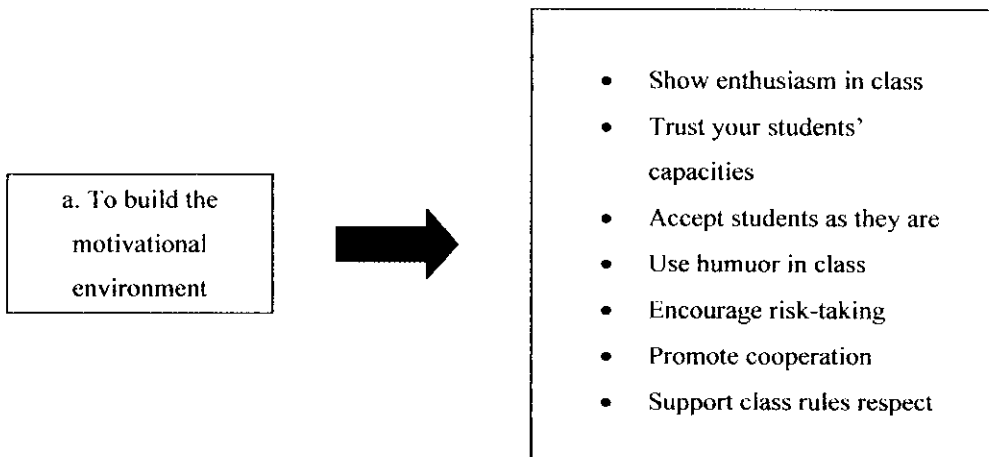 a. To build the
motivational
environment
• Show enthusiasm in class
• Trust your students'
capacities
• Accept students as they are
• Use humuor in class
• Encourage risk-taking
• Promote cooperation
• Support class rules respect